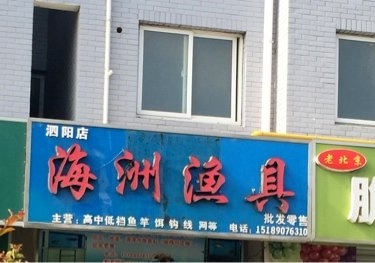 泗阳店
海洲渔具
批发零售
主营：高中低档鱼竿 饵 钩 线 网等 电话：15189076310
老北京